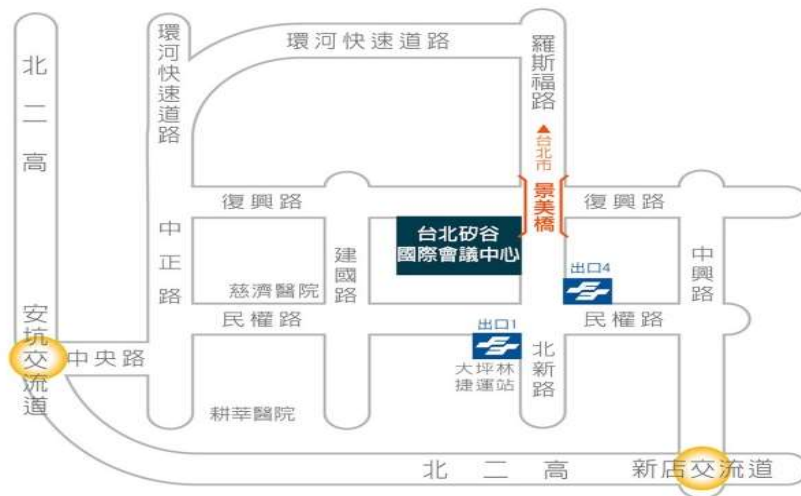 環河快速道路
環河快速道路
羅斯福路
北二高
▲台北市
景美橋
復興路
復興路
中正路
台北矽谷
國際會議中心
建國路
出口4
中興路
慈濟醫院
安坑交流道
民權路
民權路
出口1
中央路
大坪林
捷運站
北新路
耕莘醫院
北二高
新店交流道